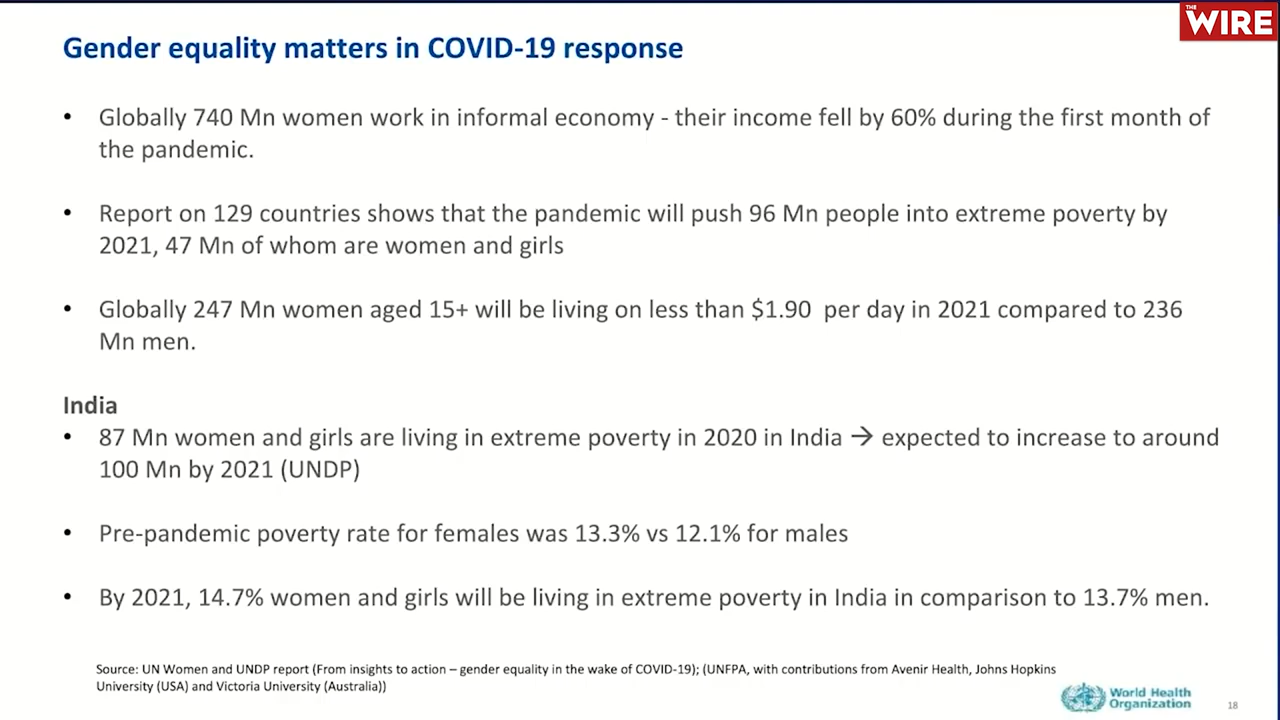 THE
WIRE
Gender equality matters in COVID-19 response
• Globally 740 Mn women work in informal economy - their income fell by 60% during the first month of
the pandemic.
• Report on 129 countries shows that the pandemic will push 96 Mn people into extreme poverty by
2021, 47 Mn of whom are women and girls
• Globally 247 Mn women aged 15+ will be living on less than $1.90 per day in 2021 compared to 236
Mn men.
India
• 87 Mn women and girls are living in extreme poverty in 2020 in India → expected to increase to around
100 Mn by 2021 (UNDP)
• Pre-pandemic poverty rate for females was 13.3% vs 12.1% for males
• By 2021, 14.7% women and girls will be living in extreme poverty in India in comparison to 13.7% men.
Source: UN Women and UNDP report (From insights to action – gender equality in the wake of COVID-19); (UNFPA, with contributions from Avenir Health, Johns Hopkins
University (USA) and Victoria University (Australia))
World Health
Organization
18